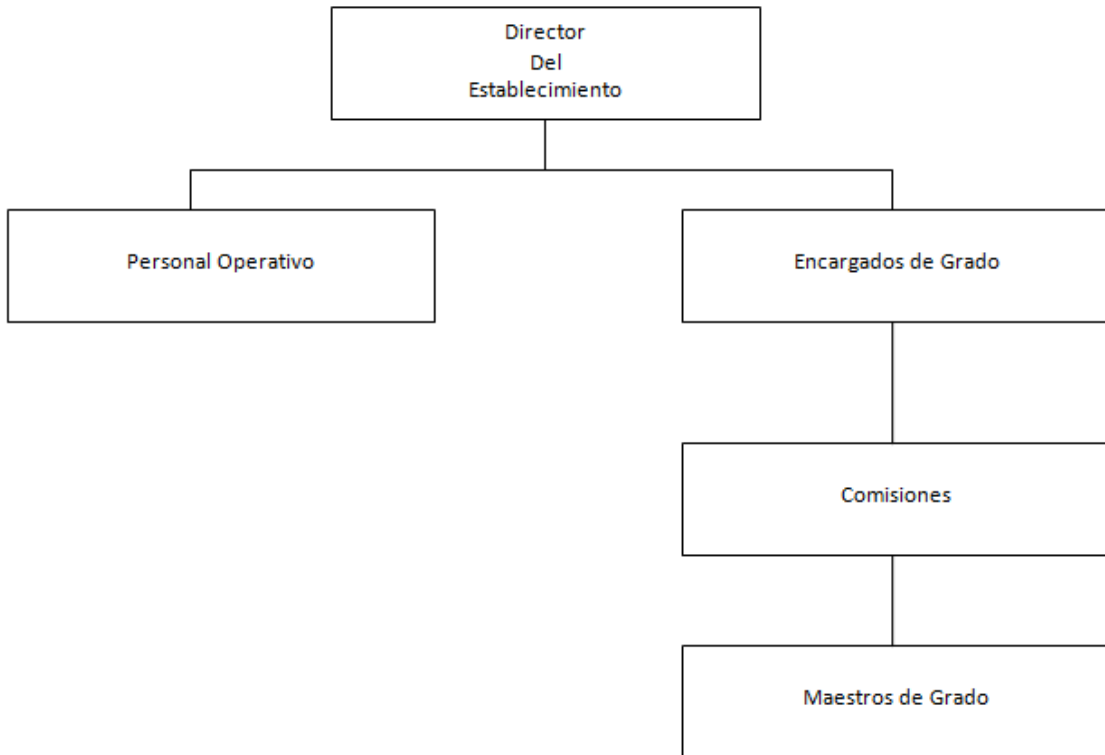 Director
Del
Establecimiento
Personal Operativo
Encargados de Grado
Comisiones
Maestros de Grado